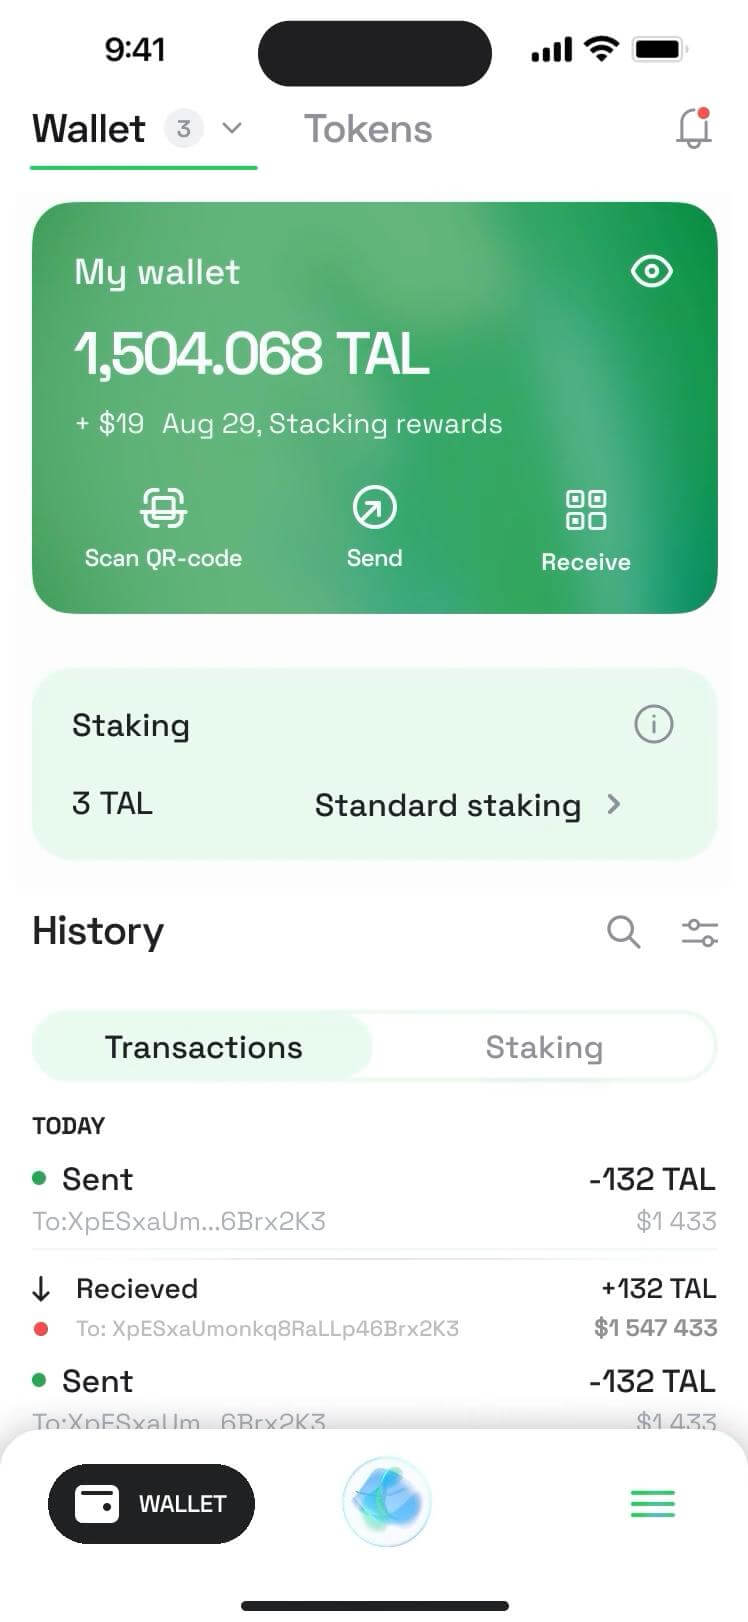 9:41
Wallet 3 Tokens
My wallet
1,504.068 TAL
+ $19 Aug 29, Stacking rewards
Scan QR-code Send Receive
Staking
3 TAL Standard staking
History
Transactions Staking
TODAY
Sent -132 TAL
To:XpESxaUm...6Brx2K3 $1 433
Recieved +132 TAL
To: XpESxaUmonkq8RaLLp46Brx2K3 $1 547 433
Sent -132 TAL
To:XpESxaUm...6Brx2K3 $1 433
WALLET